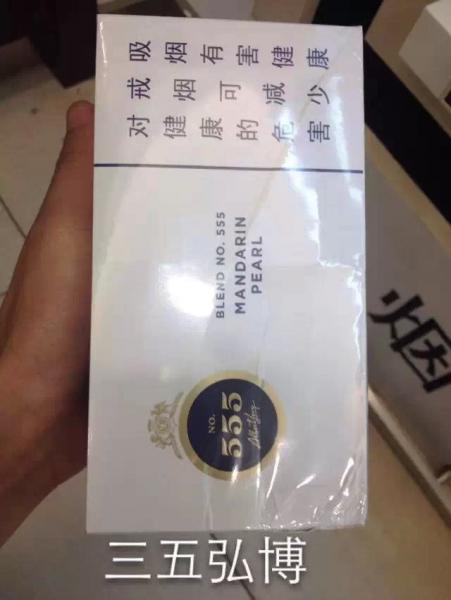 吸烟有害健康
戒烟可减少
对健康的危害
BLEND NO. 555
MANDARIN
PEARL
NO.
555
烟
三五弘博